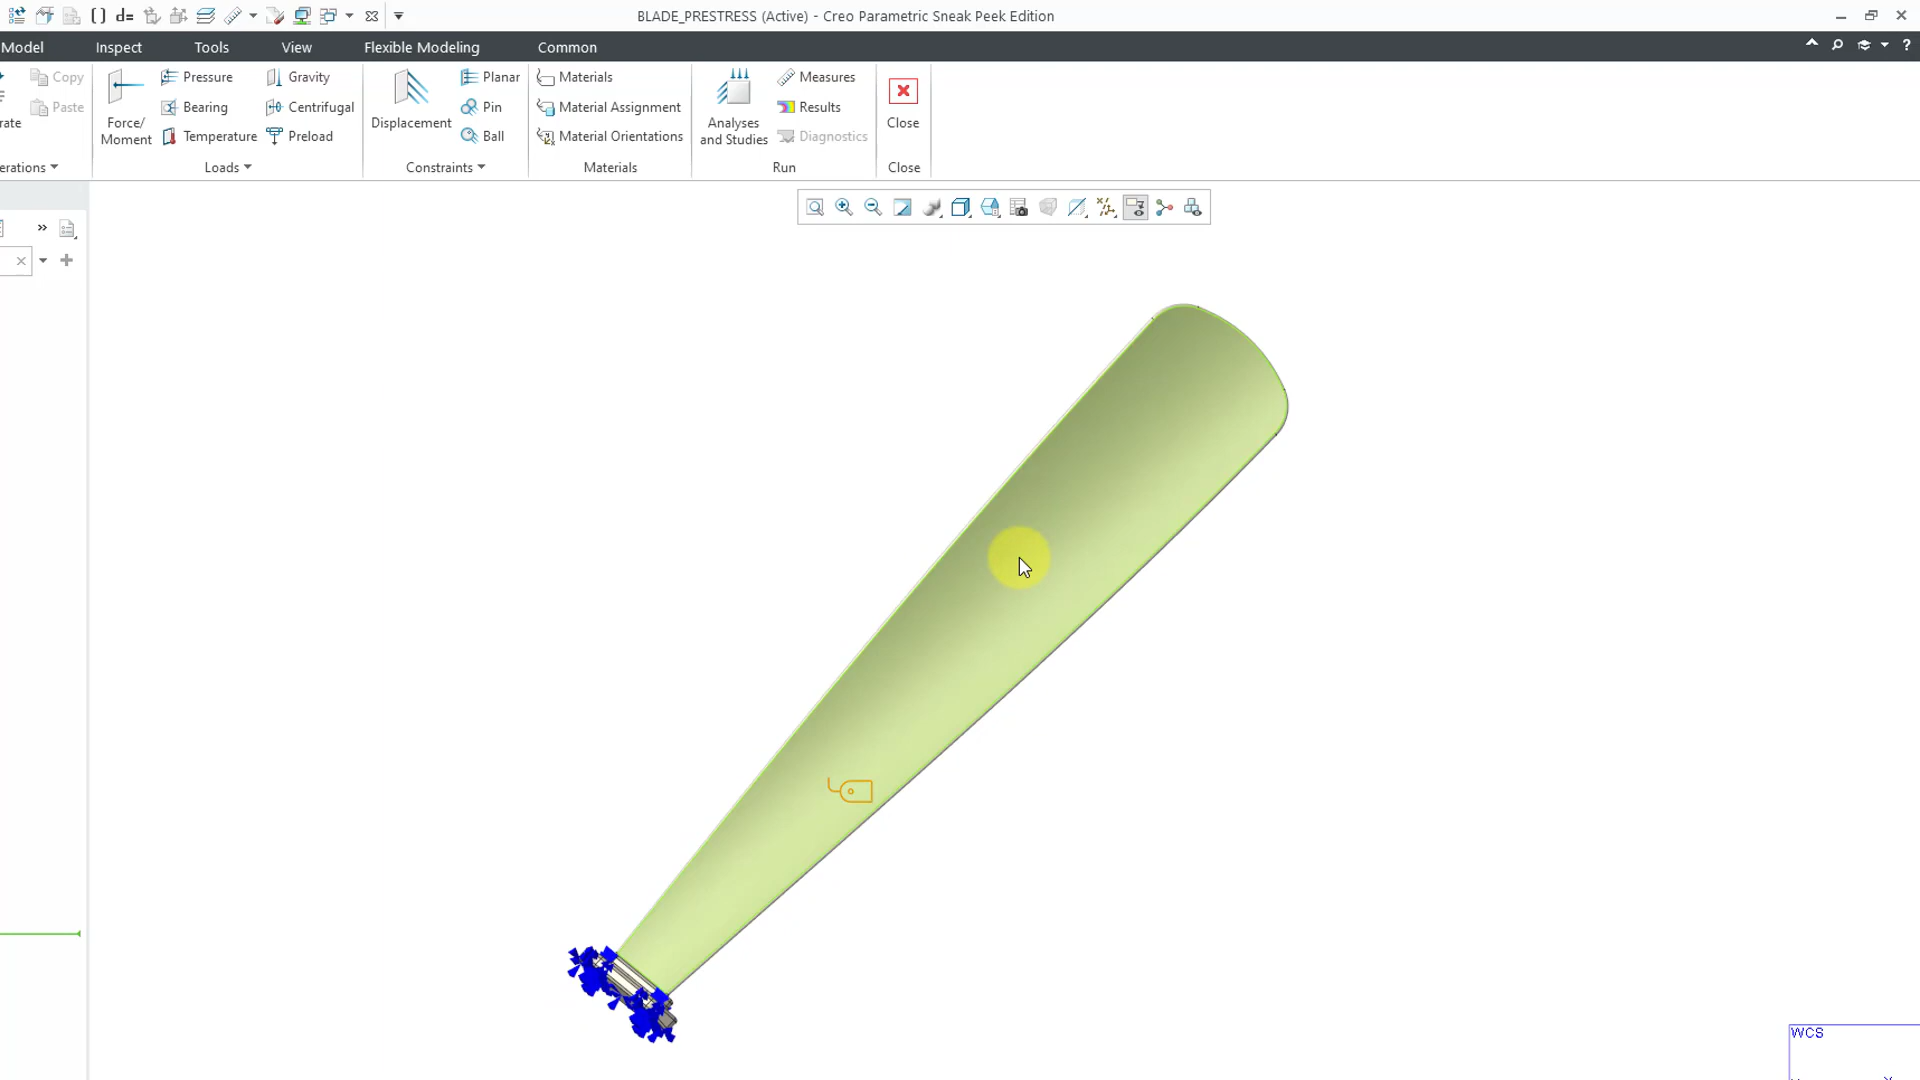 BLADE_PRESTRESS (Active) - Creo Parametric Sneak Peek Edition
Model Inspect Tools View Flexible Modeling Common
Copy
Paste
rate
erations
Force/
Moment
Pressure
Bearing
Temperature
Gravity
Centrifugal
Preload
Loads
Displacement
Planar
Pin
Ball
Constraints
Materials
Material Assignment
Material Orientations
Materials
Analyses
and Studies
Measures
Results
Diagnostics
Run
Close
Close
WCS